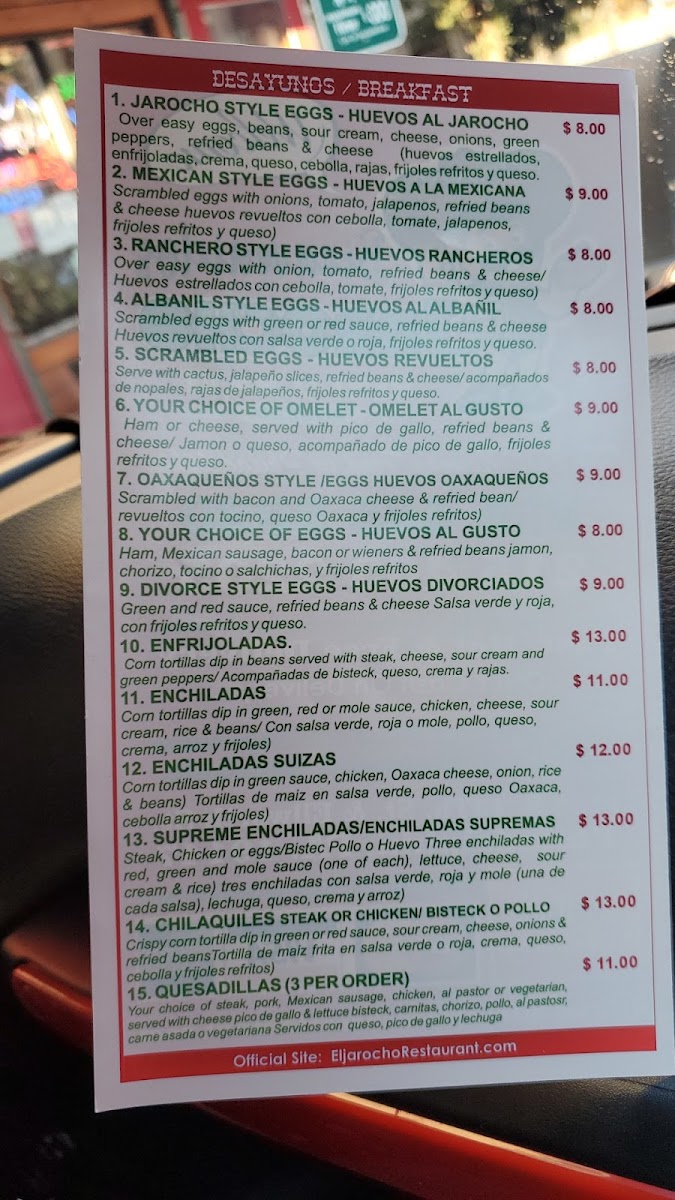 DESAYUNOS / BREAKFAST
1. JAROCHO STYLE EGGS - HUEVOS AL JAROCHO $ 8.00
Over easy eggs, beans, sour cream, cheese, onions, green
peppers, refried beans & cheese (huevos estrellados,
enfrijoladas, crema, queso, cebolla, rajas, frijoles refritos y queso.
2. MEXICAN STYLE EGGS - HUEVOS A LA MEXICANA $ 9.00
Scrambled eggs with onions, tomato, jalapenos, refried beans
& cheese huevos revueltos con cebolla, tomate, jalapenos,
frijoles refritos y queso)
3. RANCHERO STYLE EGGS - HUEVOS RANCHEROS $ 8.00
Over easy eggs with onion, tomato, refried beans & cheese/
Huevos estrellados con cebolla, tomate, frijoles refritos y queso)
4. ALBANIL STYLE EGGS - HUEVOS AL ALBAÑIL $ 8.00
Scrambled eggs with green or red sauce, refried beans & cheese
Huevos revueltos con salsa verde o roja, frijoles refritos y queso.
5. SCRAMBLED EGGS - HUEVOS REVUELTOS $ 8.00
Serve with cactus, jalapeño slices, refried beans & cheese/ acompañados
de nopales, rajas de jalapeños, frijoles refritos y queso.
6. YOUR CHOICE OF OMELET - OMELET AL GUSTO $ 9.00
Ham or cheese, served with pico de gallo, refried beans &
cheese/ Jamon o queso, acompañado de pico de gallo, frijoles
refritos y queso.
7. OAXAQUEÑOS STYLE /EGGS HUEVOS OAXAQUEÑOS $ 9.00
Scrambled with bacon and Oaxaca cheese & refried bean/
revueltos con tocino, queso Oaxaca y frijoles refritos)
8. YOUR CHOICE OF EGGS - HUEVOS AL GUSTO $ 8.00
Ham, Mexican sausage, bacon or wieners & refried beans jamon,
chorizo, tocino o salchichas, y frijoles refritos
9. DIVORCE STYLE EGGS - HUEVOS DIVORCIADOS $ 9.00
Green and red sauce, refried beans & cheese Salsa verde y roja,
con frijoles refritos y queso.
10. ENFRIJOLADAS. $ 13.00
Corn tortillas dip in beans served with steak, cheese, sour cream and
green peppers/ Acompañadas de bisteck, queso, crema y rajas.
11. ENCHILADAS $ 11.00
Corn tortillas dip in green, red or mole sauce, chicken, cheese, sour
cream, rice & beans/ Con salsa verde, roja o mole, pollo, queso,
crema, arroz y frijoles)
12. ENCHILADAS SUIZAS $ 12.00
Corn tortillas dip in green sauce, chicken, Oaxaca cheese, onion, rice
& beans) Tortillas de maiz en salsa verde, pollo, queso Oaxaca,
cebolla arroz y frijoles)
13. SUPREME ENCHILADAS/ENCHILADAS SUPREMAS $ 13.00
Steak, Chicken or eggs/Bistec Pollo o Huevo Three enchiladas with
red, green and mole sauce (one of each), lettuce, cheese, sour
cream & rice) tres enchiladas con salsa verde, roja y mole (una de
cada salsa), lechuga, queso, crema y arroz)
14. CHILAQUILES STEAK OR CHICKEN/ BISTECK O POLLO $ 13.00
Crispy corn tortilla dip in green or red sauce, sour cream, cheese, onions &
refried beansTortilla de maiz frita en salsa verde o roja, crema, queso,
cebolla y frijoles refritos)
15. QUESADILLAS (3 PER ORDER) $ 11.00
Your choice of steak, pork, Mexican sausage, chicken, al pastor or vegetarian,
served with cheese pico de gallo & lettuce bisteck, carnitas, chorizo, pollo, al pastosr,
carne asada o vegetariana Servidos con queso, pico de gallo y lechuga
Official Site: EljarochoRestaurant.com